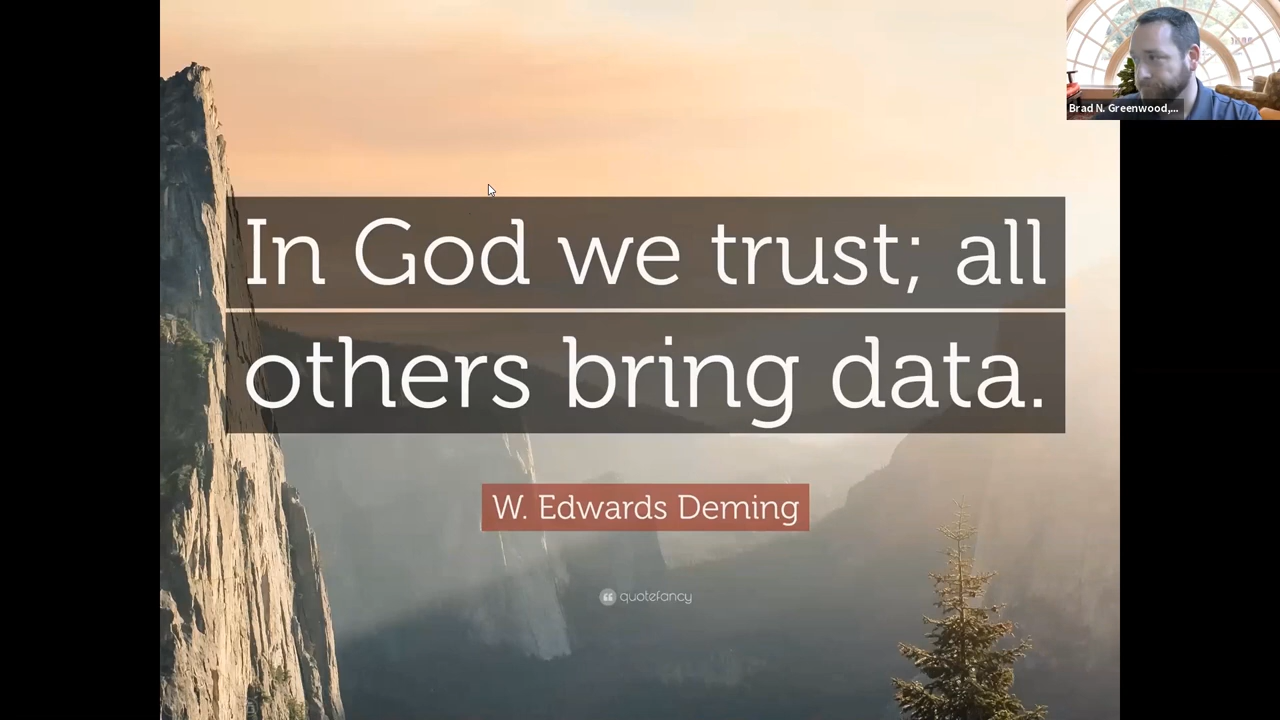 Brad N. Greenwood,...
In God we trust; all
others bring data.
W. Edwards Deming
quotefancy